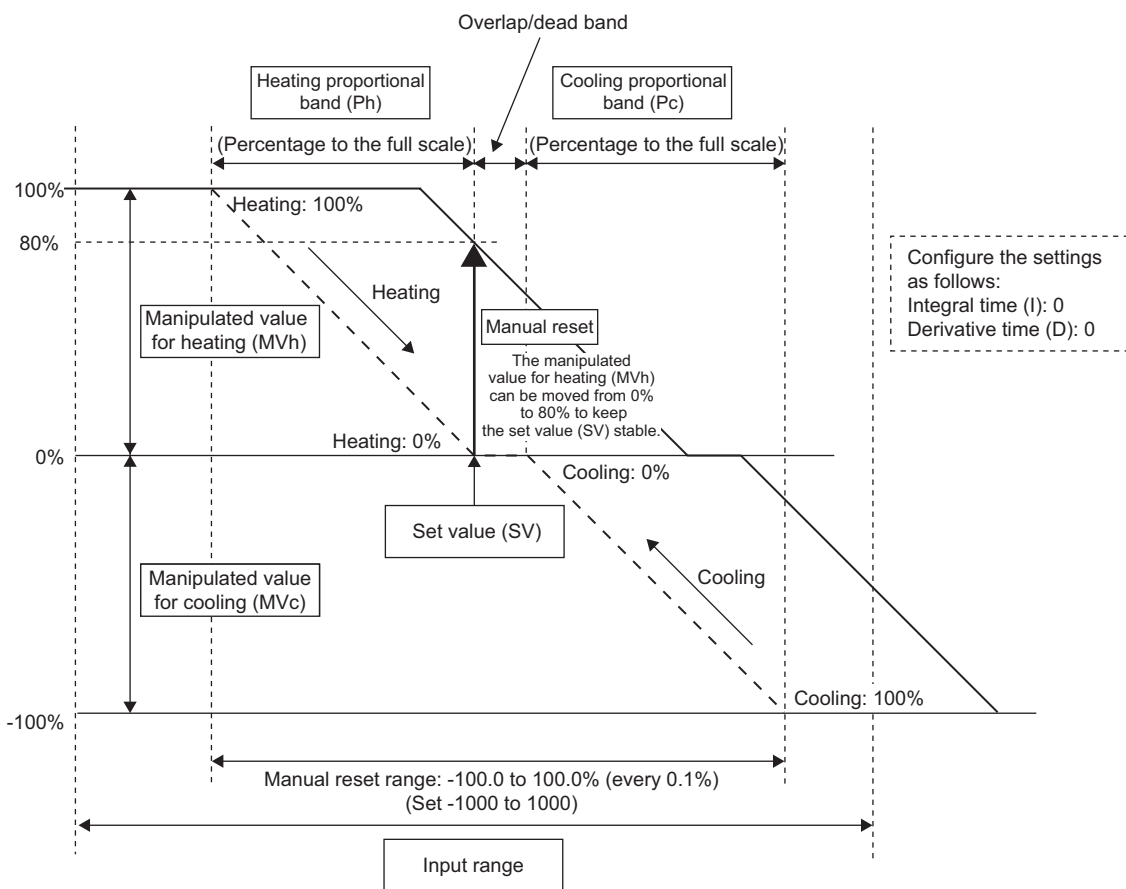 Overlap/dead band
Heating proportional
band (Ph)
Cooling proportional
band (Pc)
(Percentage to the full scale)
(Percentage to the full scale)
100%
Heating: 100%
80%
Heating
Manipulated value
for heating (MVh)
Manual reset
The manipulated
value for heating (MVh)
can be moved from 0%
to 80% to keep
the set value (SV) stable.
Configure the settings
as follows:
Integral time (I): 0
Derivative time (D): 0
Heating: 0%
0%
Cooling: 0%
Set value (SV)
Manipulated value
for cooling (MVc)
Cooling
Cooling: 100%
-100%
Manual reset range: -100.0 to 100.0% (every 0.1%)
(Set -1000 to 1000)
Input range